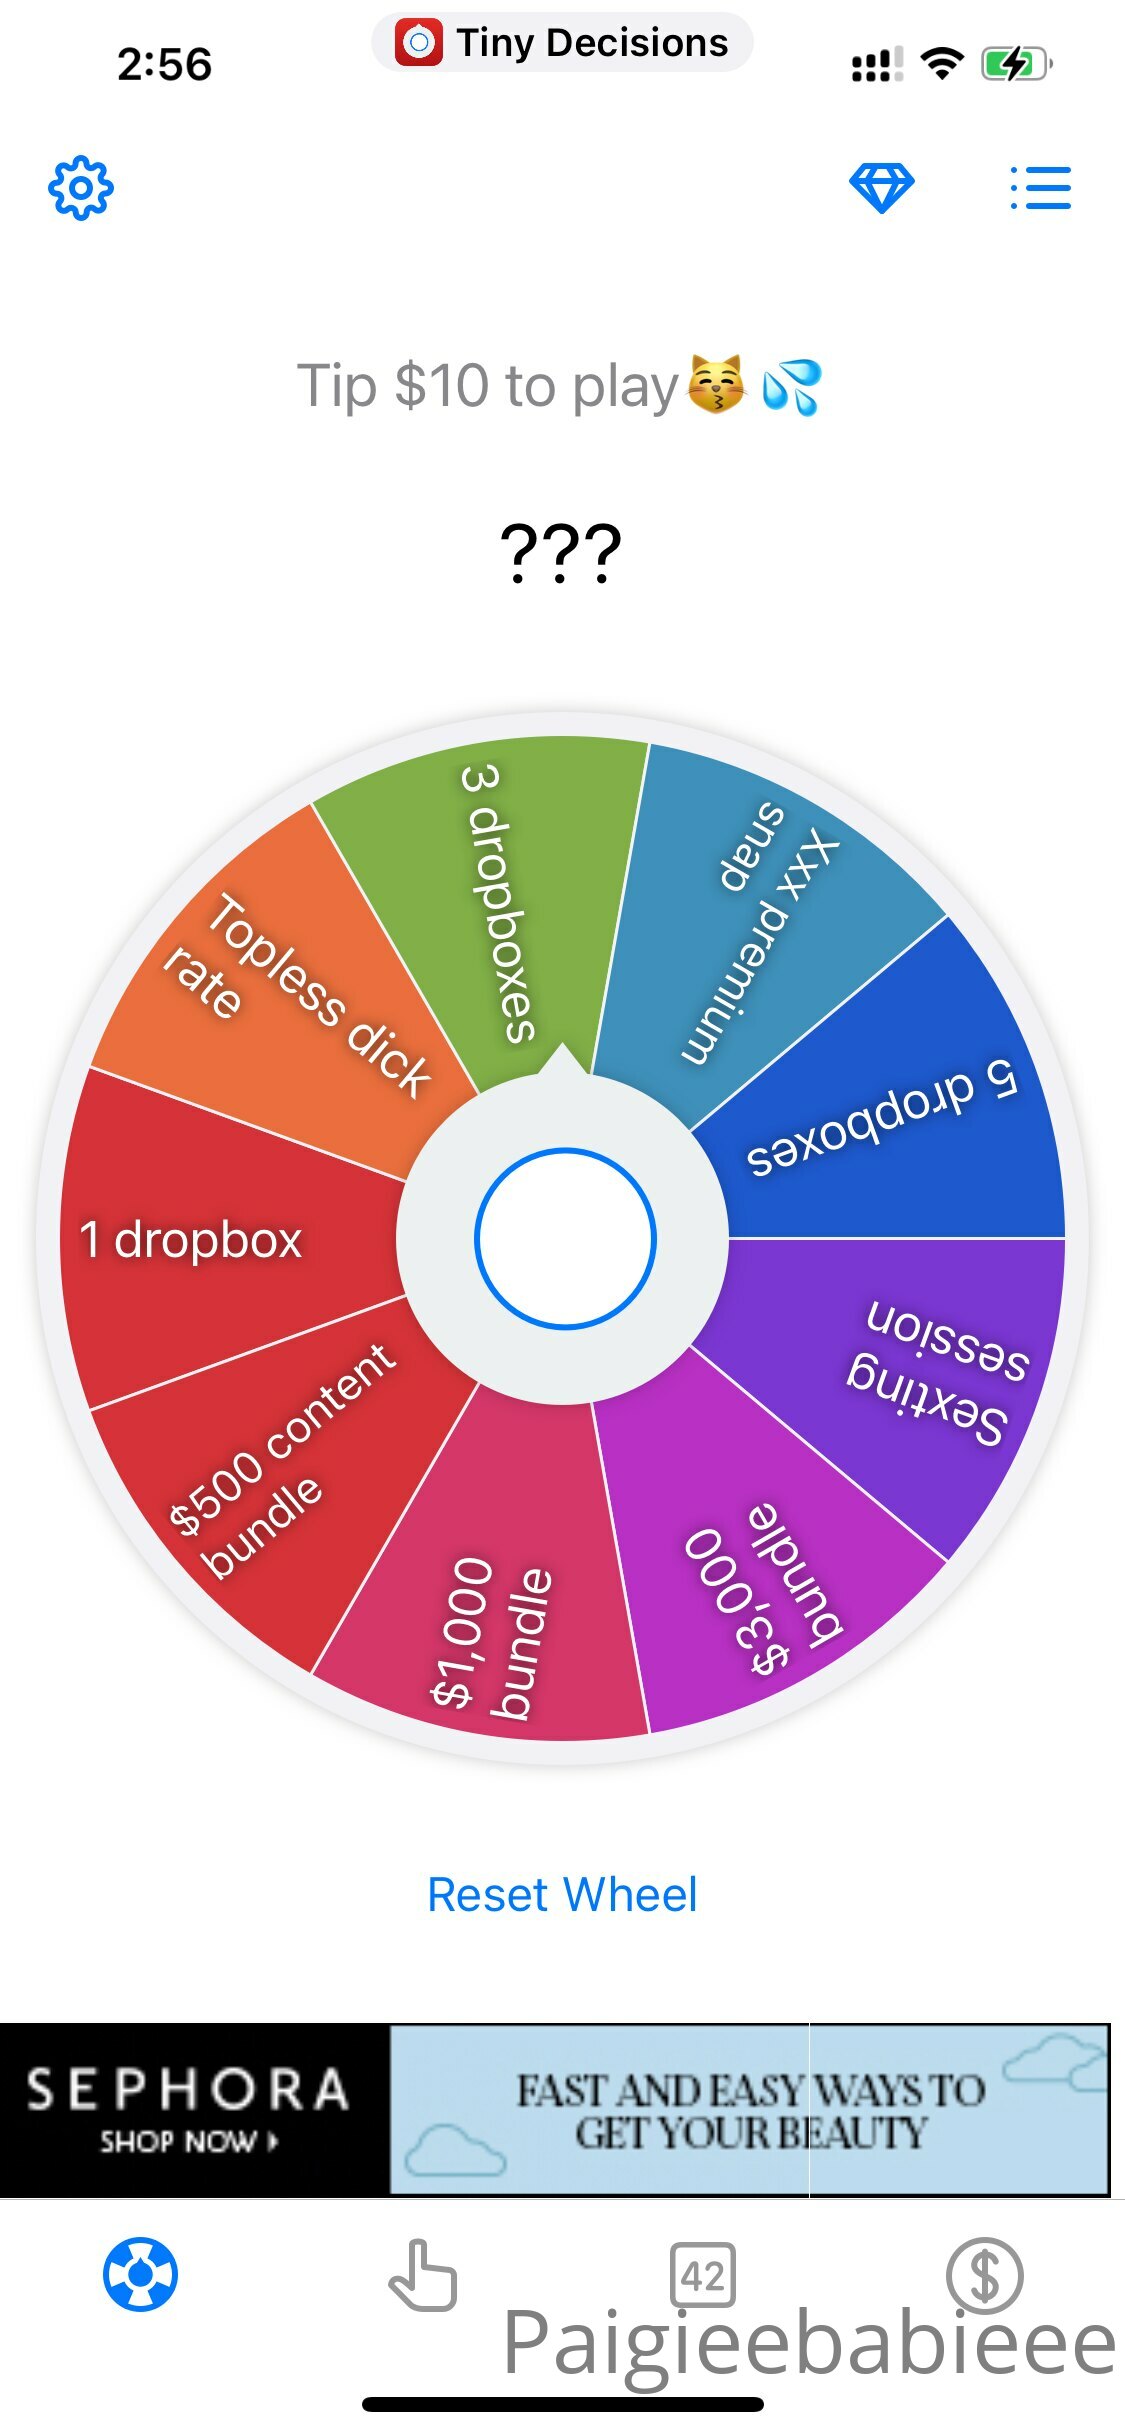 2:56
Tiny Decisions
Tip $10 to play😽💦
???
3 dropboxes
xxx premium
snap
5 dropboxes
Sexting
session
$3,000
bundle
$1,000
bundle
$500 content
bundle
1 dropbox
Topless dick
rate
Reset Wheel
SEPHORA
SHOP NOW
FAST AND EASY WAYS TO
GET YOUR BEAUTY
42
$
Paigieebabieee